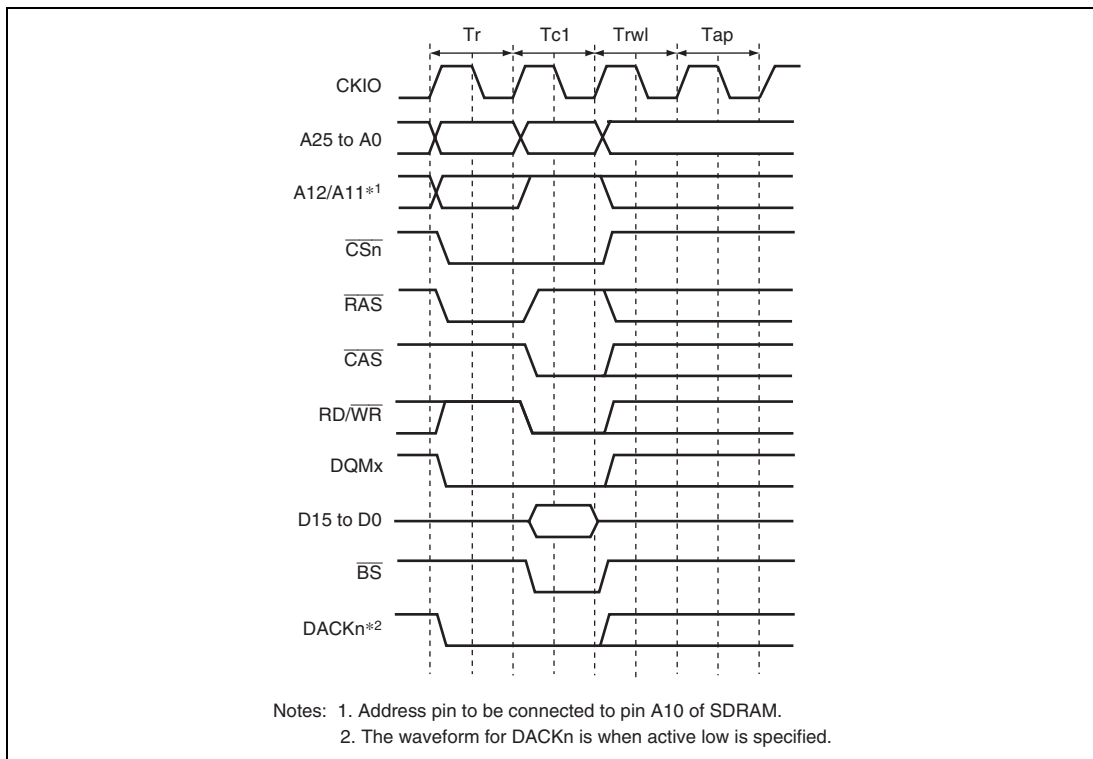 Tr Tc1 Trwl Tap
CKIO
A25 to A0
A12/A11*1
CSn
RAS
CAS
RD/WR
DQMx
D15 to D0
BS
DACKn*2
Notes: 1. Address pin to be connected to pin A10 of SDRAM.
2. The waveform for DACKn is when active low is specified.